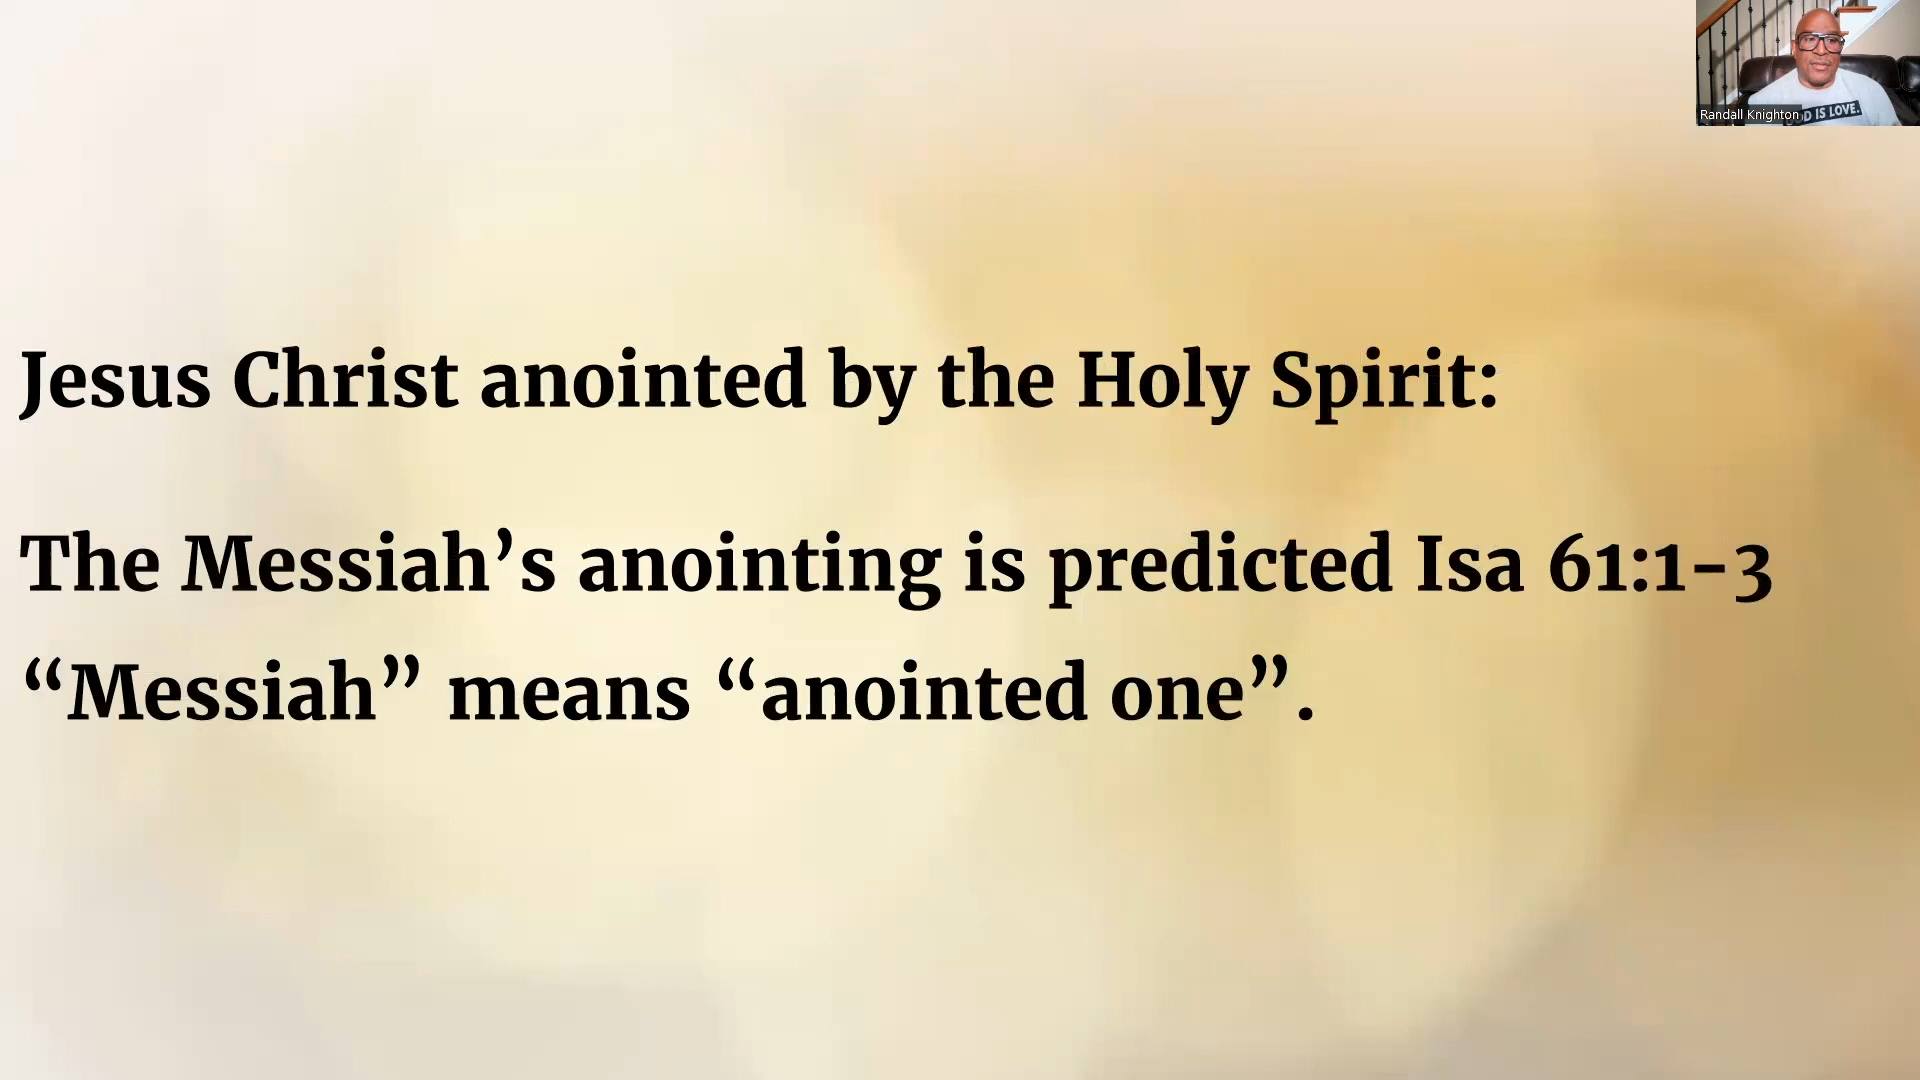 Jesus Christ anointed by the Holy Spirit:
The Messiah’s anointing is predicted Isa 61:1-3
“Messiah” means “anointed one”.
D IS LOVE.
Randall Knighton